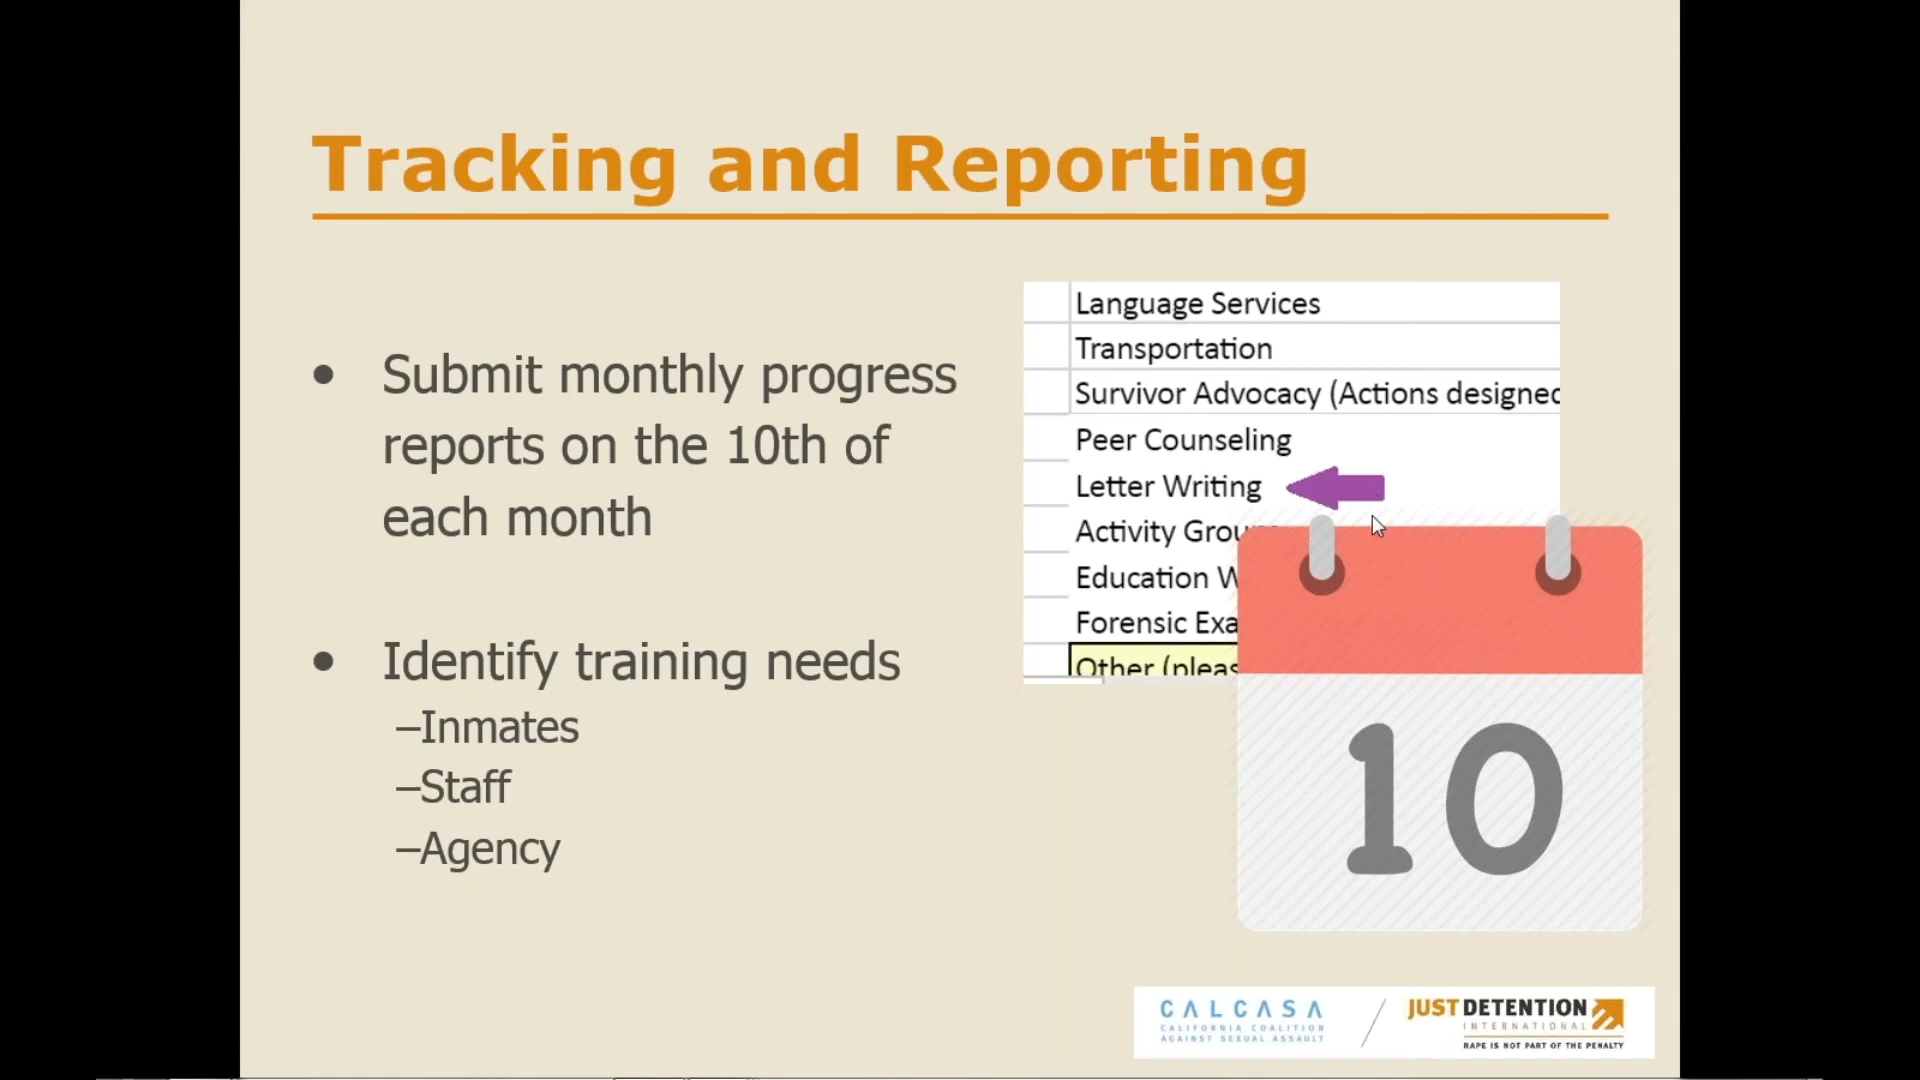 Tracking and Reporting
• Submit monthly progress
reports on the 10th of
each month
• Identify training needs
–Inmates
–Staff
–Agency
Language Services
Transportation
Survivor Advocacy (Actions designed
Peer Counseling
Letter Writing
Activity
Education
Forensic
Other
10
CALCASA
CALIFORNIA COALITION
AGAINST SEXUAL ASSAULT
JUST DETENTION
INTERNATIONAL
RAPE IS NOT PART OF THE PENALTY